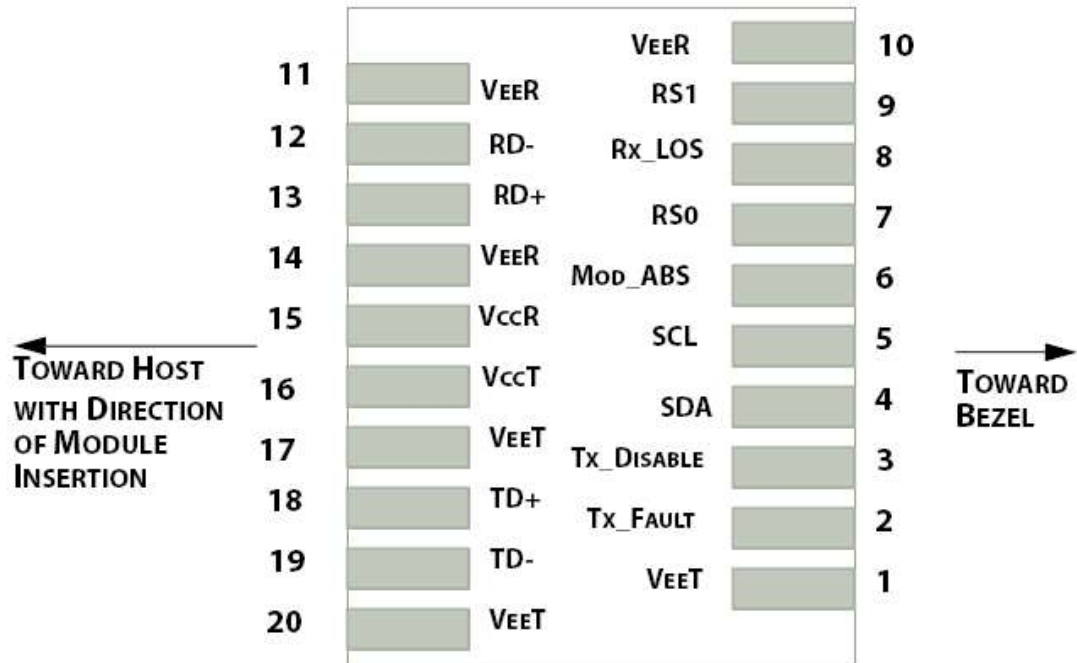 VEER 10
11 VEER
RS1 9
12 RD-
RX_LOS 8
13 RD+
RS0 7
14 VEER
MOD_ABS 6
15 VCCR
SCL 5
TOWARD HOST
WITH DIRECTION
OF MODULE
INSERTION
TOWARD
BEZEL
16 VCCT
SDA 4
17 VEET
TX_DISABLE 3
18 TD+
TX_FAULT 2
19 TD-
VEET 1
20 VEET